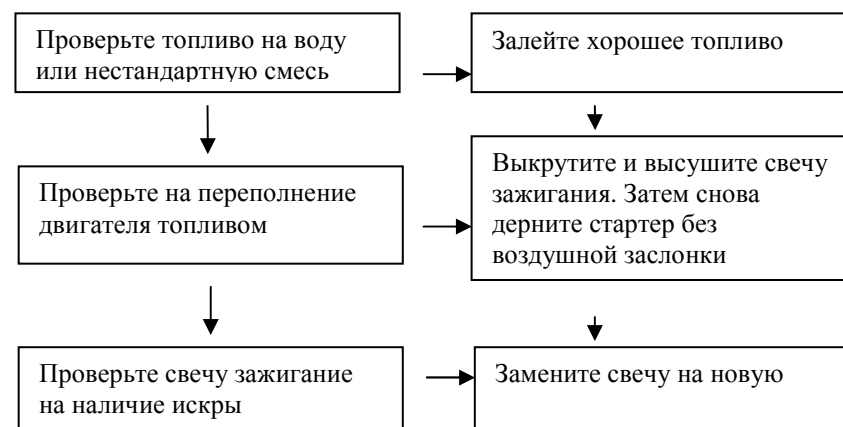 Проверьте топливо на воду
или нестандартную смесь
Залейте хорошее топливо
Проверьте на переполнение
двигателя топливом
Выкрутите и высушите свечу
зажигания. Затем снова
дерните стартер без
воздушной заслонки
Проверьте свечу зажигание
на наличие искры
Замените свечу на новую